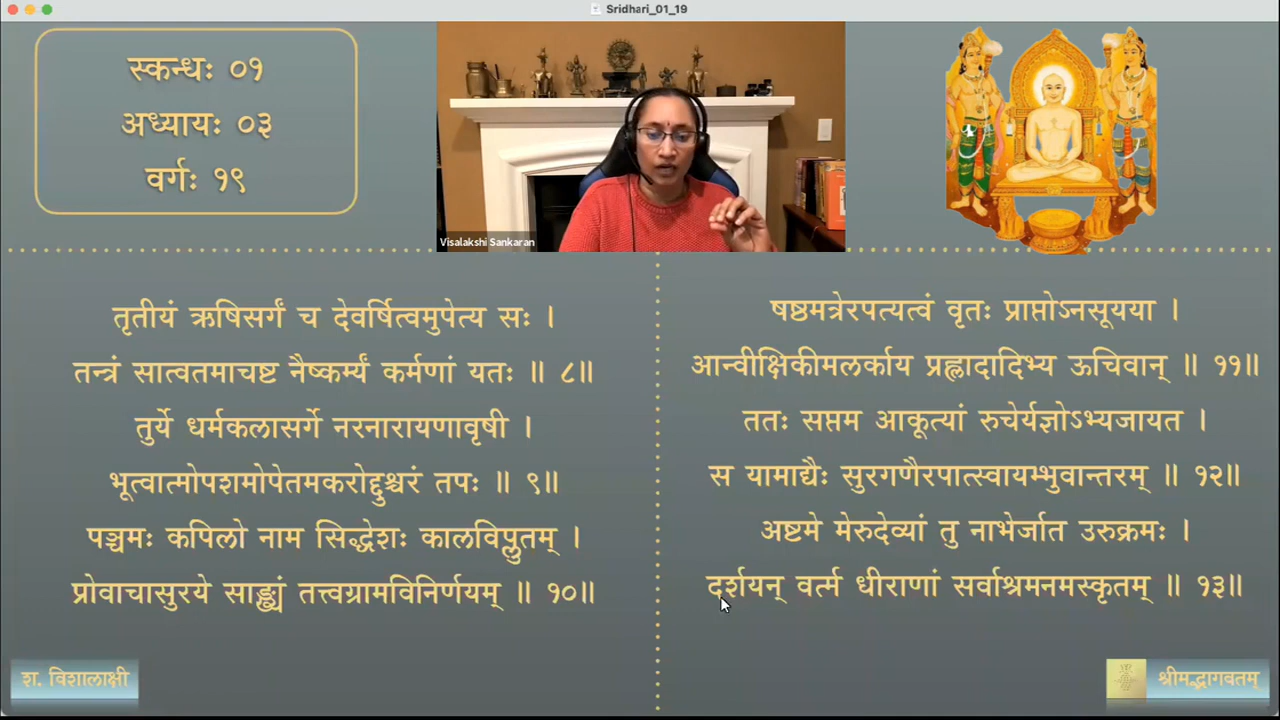 Sridhari_01_19
स्कन्धः ०१
अध्यायः ०३
वर्गः १९
Visalakshi Sankaran
तृतीयं ऋषिसर्गं च देवर्षित्वमुपेत्य सः ।
तन्त्रं सात्वतमाचष्ट नैष्कर्म्यं कर्मणां यतः ॥ ८॥
तुर्ये धर्मकलासर्गे नरनारायणावृषी ।
भूत्वात्मोपशमोपेतमकरोद्दुश्चरं तपः ॥ ९॥
पञ्चमः कपिलो नाम सिद्धेशः कालविप्लुतम् ।
प्रोवाचासुरये साङ्ख्यं तत्त्वग्रामविनिर्णयम् ॥ १०॥
षष्ठमत्रेरपत्यत्वं वृतः प्राप्तोऽनसूयया ।
आन्वीक्षिकीमलर्काय प्रह्लादादिभ्य ऊचिवान् ॥ ११॥
ततः सप्तम आकूत्यां रुचेर्यज्ञोऽभ्यजायत ।
स यामाद्यैः सुरगणैरपात्स्वायम्भुवान्तरम् ॥ १२॥
अष्टमे मेरुदेव्यां तु नाभेर्जात उरुक्रमः ।
दर्शयन् वर्त्म धीराणां सर्वाश्रमनमस्कृतम् ॥ १३॥
श. विशालाक्षी
श्रीमद्भागवतम्